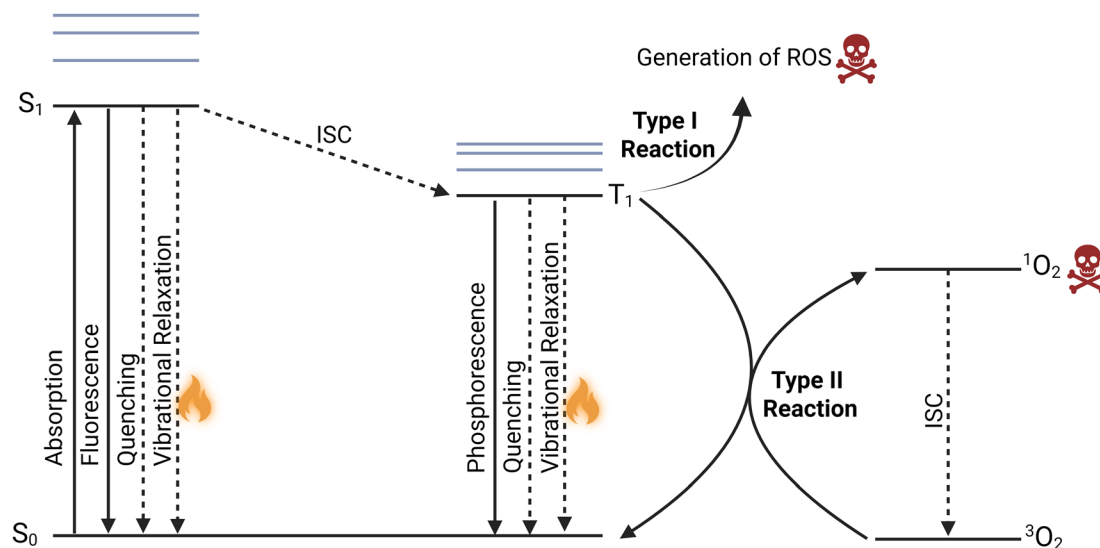 Generation of ROS
S₁
ISC
Type I
Reaction
T₁
Absorption
Fluorescence
Quenching
Vibrational Relaxation
Phosphorescence
Quenching
Vibrational Relaxation
¹O₂
Type II
Reaction
ISC
S₀
³O₂